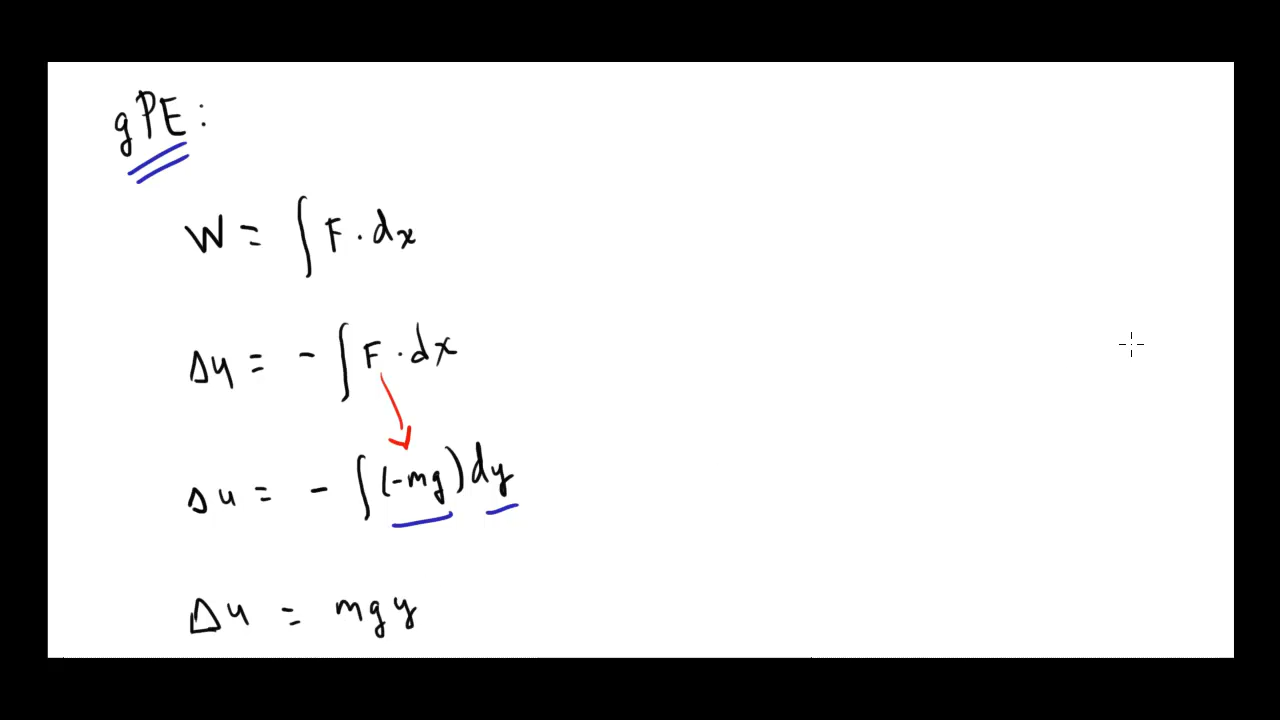 gPE:
W = ∫ F · dx
Δu = - ∫ F · dx
Δu = - ∫ (-mg) dy
Δu = mgy